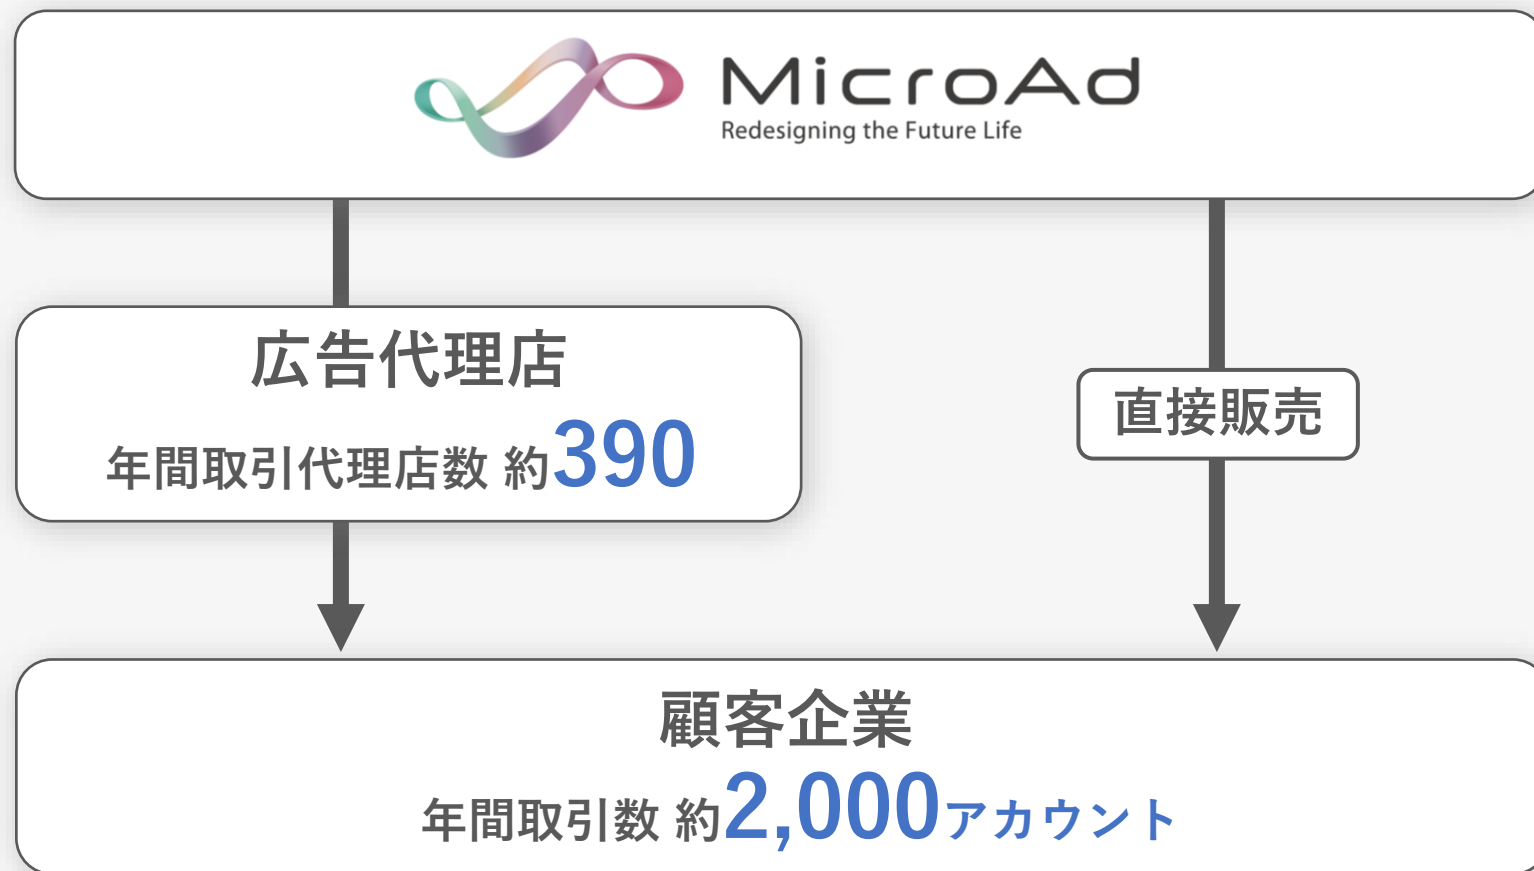 MicroAd
Redesigning the Future Life
広告代理店
年間取引代理店数 約390
直接販売
顧客企業
年間取引数 約2,000アカウント